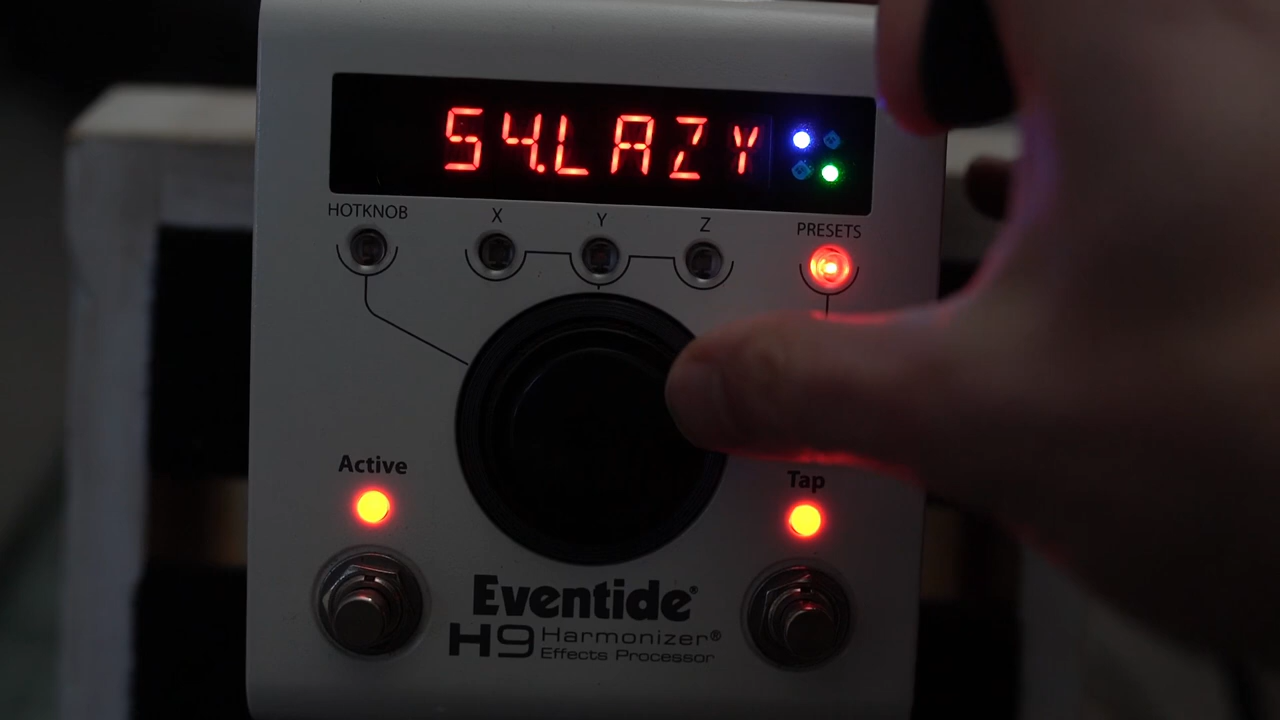 54.LAZY
HOTKNOB X Y Z PRESETS
Active
Tap
Eventide®
H9 Harmonizer®
Effects Processor